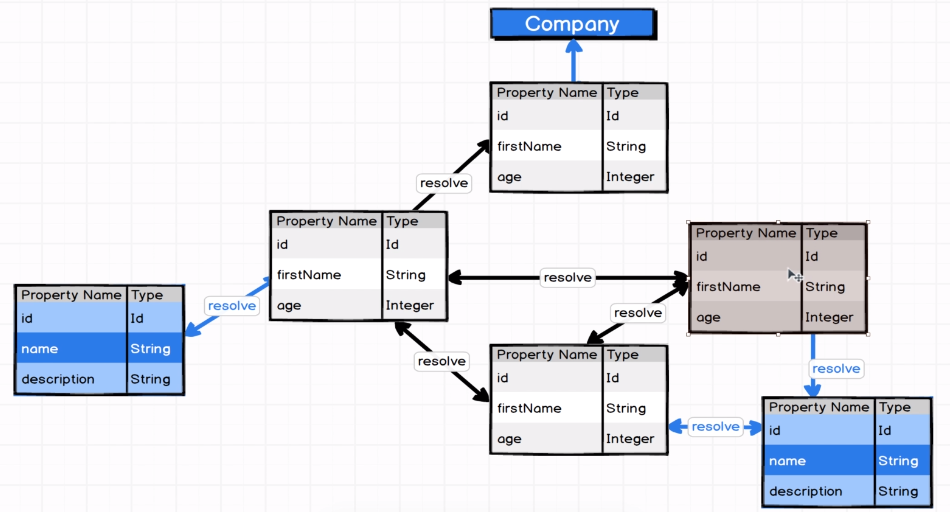 Company
Property Name Type
id Id
firstName String
age Integer
resolve
Property Name Type
id Id
firstName String
age Integer
Property Name Type
id Id
firstName String
age Integer
resolve
resolve
resolve
Property Name Type
id Id
name String
description String
resolve
Property Name Type
id Id
firstName String
age Integer
resolve
resolve
Property Name Type
id Id
name String
description String